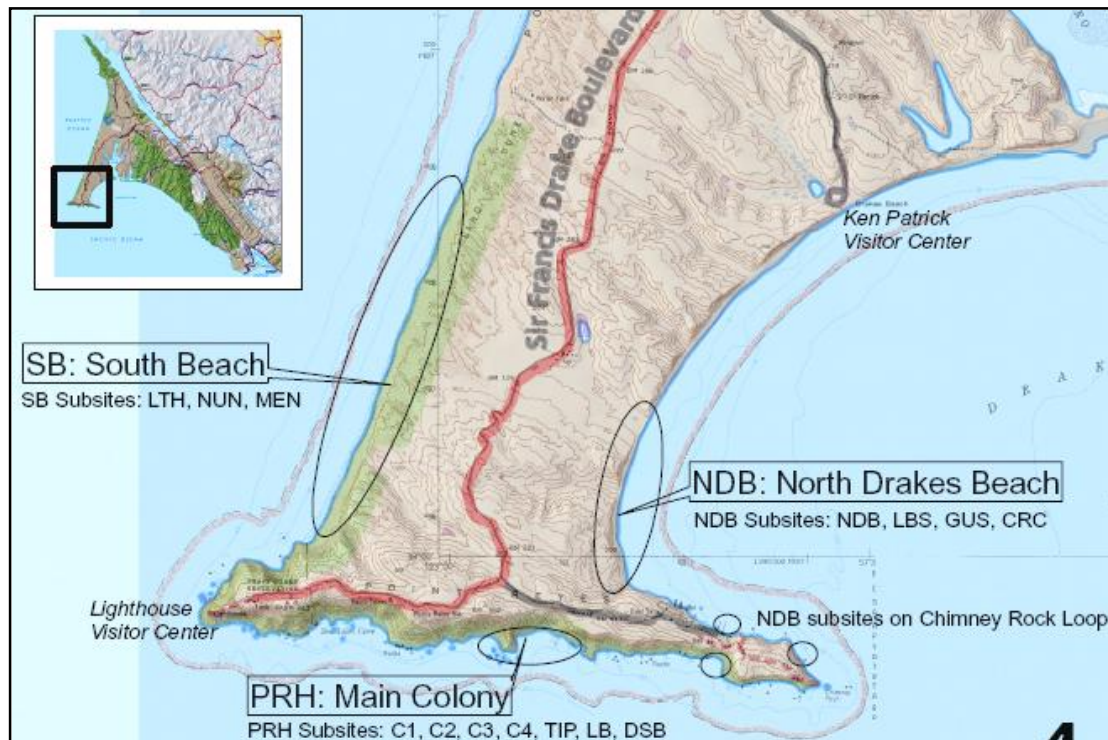 PACIFIC OCEAN
Sir Francis Drake Boulevard
Ken Patrick
Visitor Center
SB: South Beach
SB Subsites: LTH, NUN, MEN
NDB: North Drakes Beach
NDB Subsites: NDB, LBS, GUS, CRC
D R A K
P O I N T R E Y E
Lighthouse
Visitor Center
NDB subsites on Chimney Rock Loop
PRH: Main Colony
PRH Subsites: C1, C2, C3, C4, TIP, LB, DSB
4